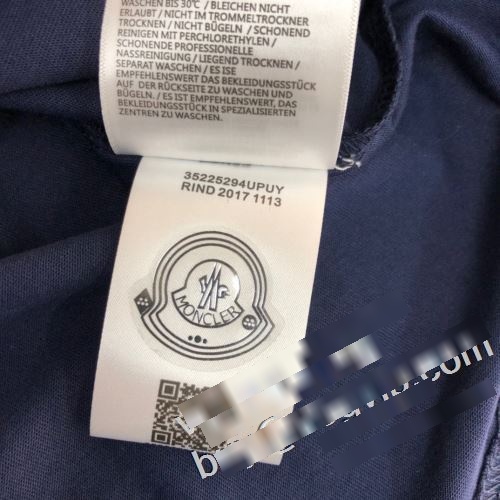 WASCHEN BIS 30℃ / BLEICHEN NICHT
ERLAUBT / NICHT IM TROMMELTROCKNER
TROCKNEN / NICHT BÜGELN / SCHONEND
REINIGEN MIT PERCHLORETHYLEN /
SCHONENDE PROFESSIONELLE
NASSREINIGUNG / LIEGEND TROCKNEN /
SEPARAT WASCHEN / ES ISE
EMPFEHLENSWERT DAS BEKLEIDUNGSSTÜCK
AUF DER RÜCKSEITE ZU WASCHEN UND ZU
BÜGELN. / ES IST EMPFEHLENSWERT, DAS
BEKLEIDUNGSSTÜCK IN SPEZIALISIERTEN
ZENTREN ZU WASCHEN.
35225294UPUY
RIND 2017 1113
MONCLER